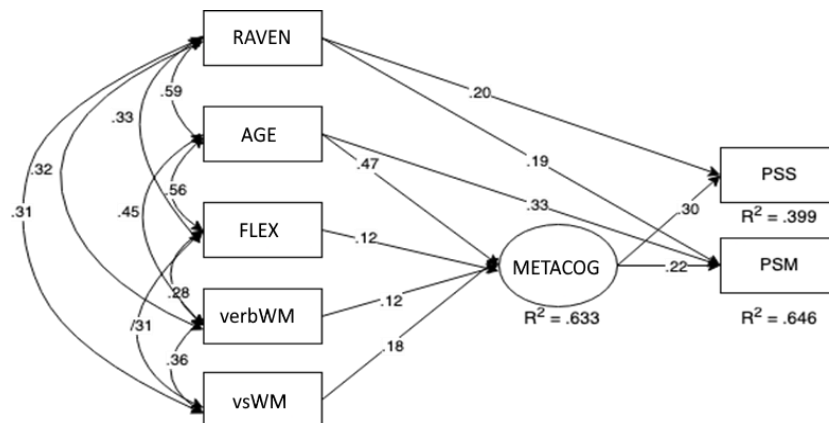 RAVEN
.59
.20
.33
AGE
.32
.47
.19
PSS
.56
.33
.30
R² = .399
.31
.45
FLEX
.12
METACOG
PSM
.22
.28
R² = .633
R² = .646
verbWM
.12
/31
.36
.18
vsWM